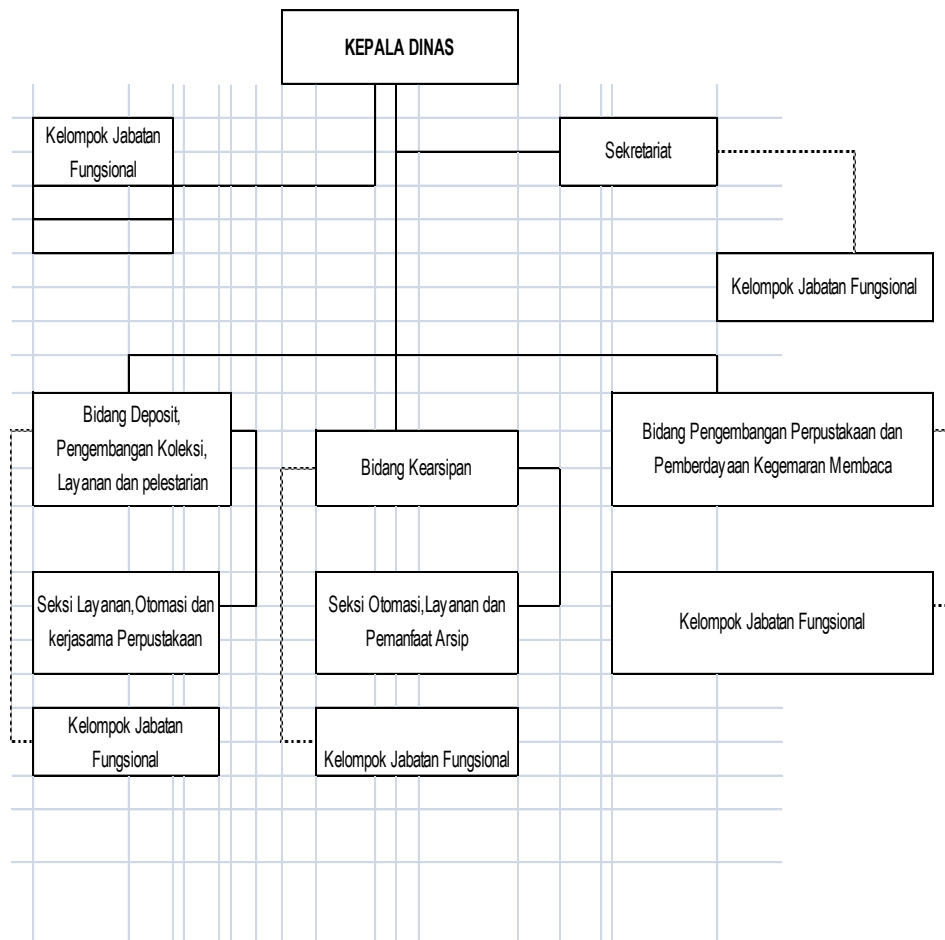 KEPALA DINAS
Kelompok Jabatan
Fungsional
Sekretariat
Kelompok Jabatan Fungsional
Bidang Deposit,
Pengembangan Koleksi,
Layanan dan pelestarian
Bidang Kearsipan
Bidang Pengembangan Perpustakaan dan
Pemberdayaan Kegemaran Membaca
Seksi Layanan,Otomasi dan
kerjasama Perpustakaan
Seksi Otomasi,Layanan dan
Pemanfaat Arsip
Kelompok Jabatan Fungsional
Kelompok Jabatan
Fungsional
Kelompok Jabatan Fungsional